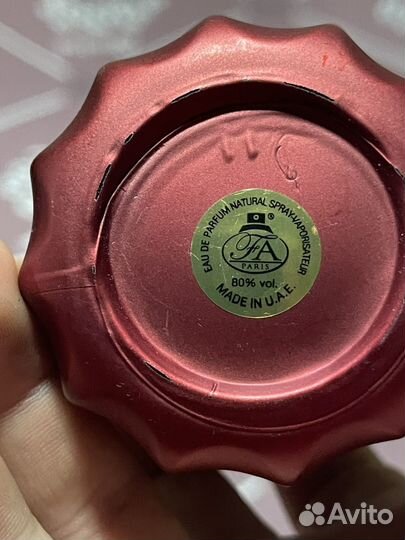 EAU DE PARFUM NATURAL SPRAY-VAPORISATEUR
FA
PARIS
80% vol.
MADE IN U.A.E.
Avito